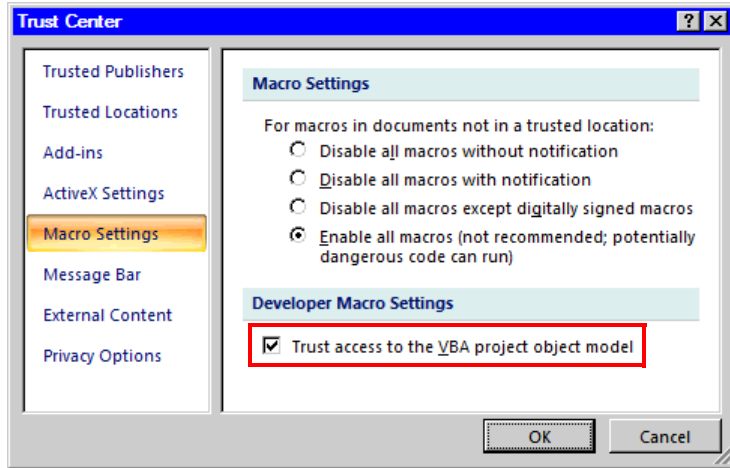 Trust Center
Trusted Publishers
Trusted Locations
Add-ins
ActiveX Settings
Macro Settings
Message Bar
External Content
Privacy Options
Macro Settings
For macros in documents not in a trusted location:
Disable all macros without notification
Disable all macros with notification
Disable all macros except digitally signed macros
Enable all macros (not recommended; potentially
dangerous code can run)
Developer Macro Settings
Trust access to the VBA project object model
OK
Cancel